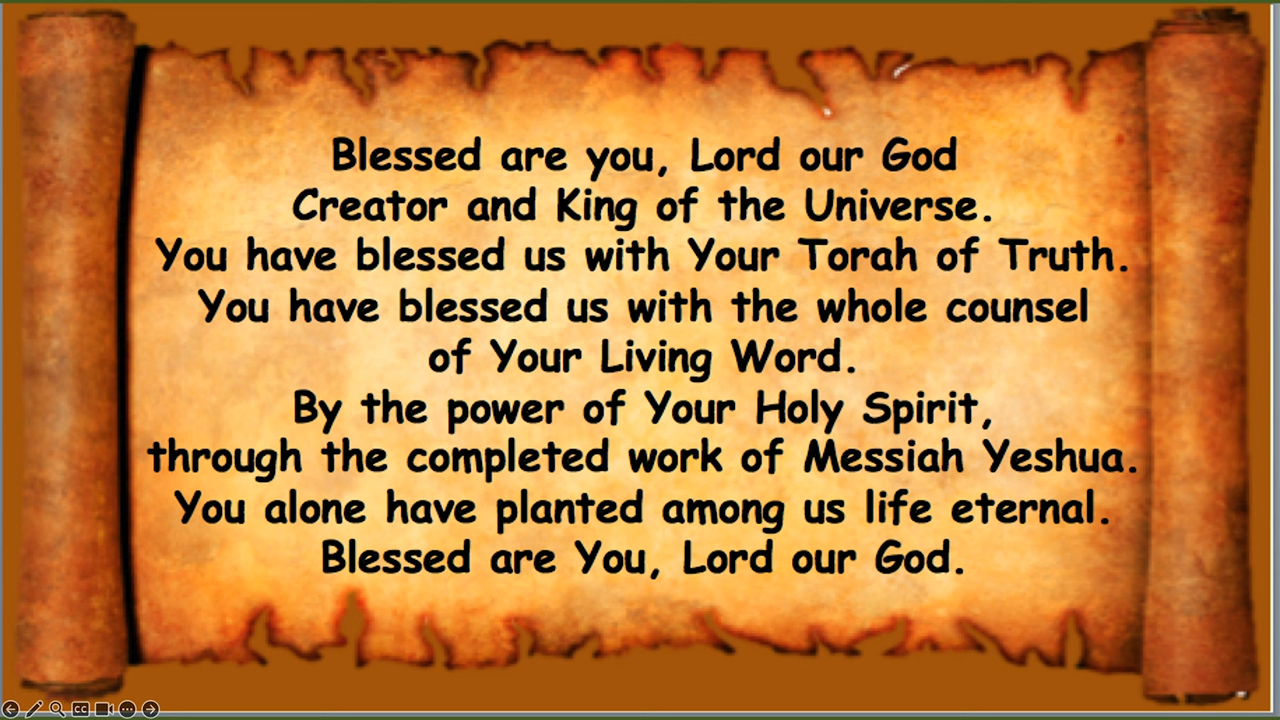 Blessed are you, Lord our God
Creator and King of the Universe.
You have blessed us with Your Torah of Truth.
You have blessed us with the whole counsel
of Your Living Word.
By the power of Your Holy Spirit,
through the completed work of Messiah Yeshua.
You alone have planted among us life eternal.
Blessed are You, Lord our God.
CC